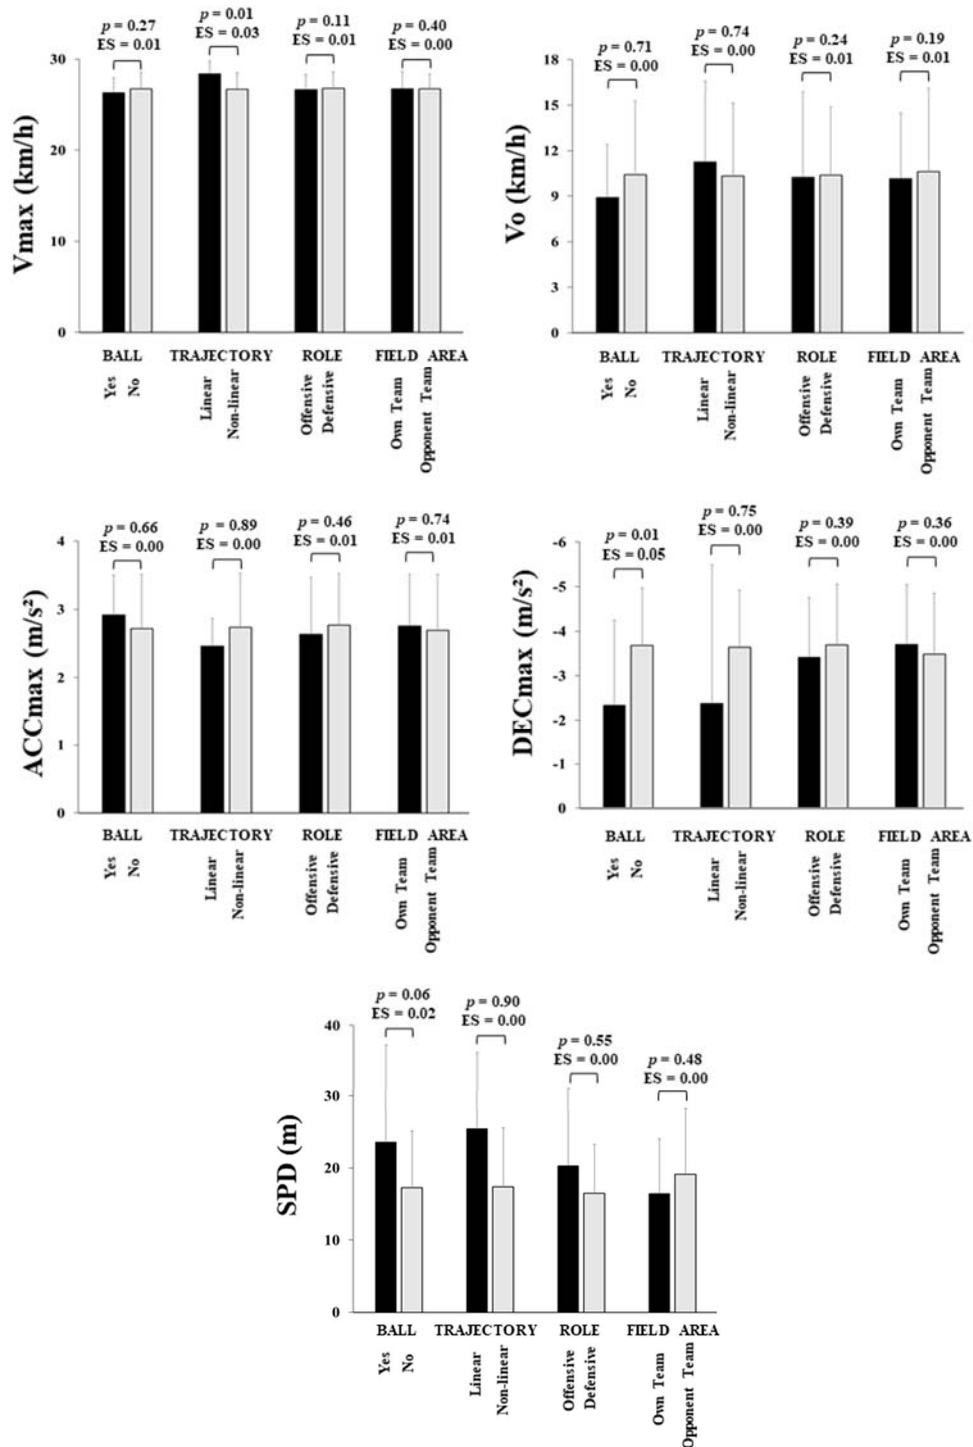 p = 0.27
ES = 0.01
p = 0.01
ES = 0.03
p = 0.11
ES = 0.01
p = 0.40
ES = 0.00
Vmax (km/h)
30
20
10
0
BALL TRAJECTORY ROLE FIELD AREA
Yes
No
Linear
Non-linear
Offensive
Defensive
Own Team
Opponent Team
p = 0.71
ES = 0.00
p = 0.74
ES = 0.00
p = 0.24
ES = 0.01
p = 0.19
ES = 0.01
Vo (km/h)
18
15
12
9
6
3
0
BALL TRAJECTORY ROLE FIELD AREA
Yes
No
Linear
Non-linear
Offensive
Defensive
Own Team
Opponent Team
p = 0.66
ES = 0.00
p = 0.89
ES = 0.00
p = 0.46
ES = 0.01
p = 0.74
ES = 0.01
ACCmax (m/s²)
4
3
2
1
0
BALL TRAJECTORY ROLE FIELD AREA
Yes
No
Linear
Non-linear
Offensive
Defensive
Own Team
Opponent Team
p = 0.01
ES = 0.05
p = 0.75
ES = 0.00
p = 0.39
ES = 0.00
p = 0.36
ES = 0.00
DECmax (m/s²)
-6
-5
-4
-3
-2
-1
0
BALL TRAJECTORY ROLE FIELD AREA
Yes
No
Linear
Non-linear
Offensive
Defensive
Own Team
Opponent Team
p = 0.06
ES = 0.02
p = 0.90
ES = 0.00
p = 0.55
ES = 0.00
p = 0.48
ES = 0.00
SPD (m)
40
30
20
10
0
BALL TRAJECTORY ROLE FIELD AREA
Yes
No
Linear
Non-linear
Offensive
Defensive
Own Team
Opponent Team